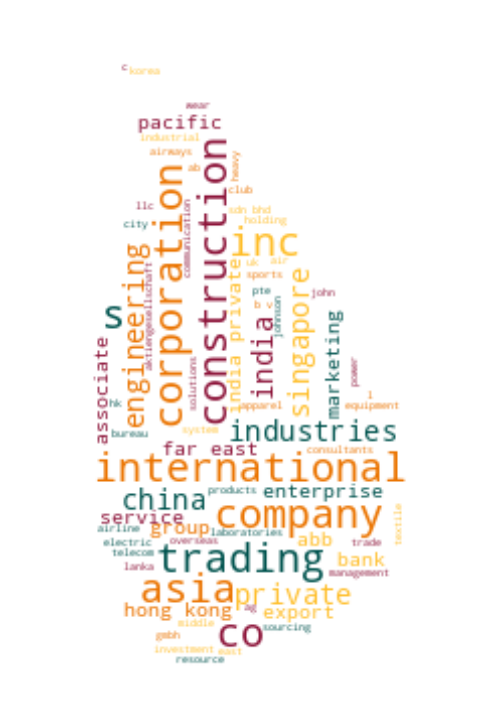 c
korea
wear
pacific
industrial
airways
ab
heavy
construction
corporation
club
llc
city
communication
sdn bhd
holding
inc
engineering
aktiengesellschaft
uk
air
sports
india private
pte
b v
johnson
singapore
john
s
india
marketing
associate
solutions
power
hk
apparel
l
equipment
bureau
system
industries
far east
consultants
international
china
products
enterprise
service
company
group
laboratories
textile
airline
electric
overseas
abb
trade
telecom
trading
bank
lanka
management
asia
private
hong kong
ag
export
middle
co
sourcing
gmbh
investment
east
resource